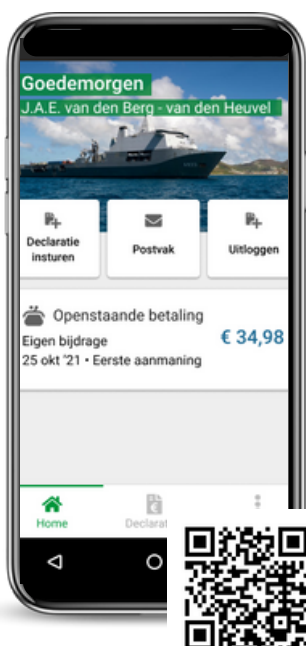 Goedemorgen
J.A.E. van den Berg - van den Heuvel
Declaratie
insturen
Postvak
Uitloggen
Openstaande betaling
Eigen bijdrage
€ 34,98
25 okt '21 • Eerste aanmaning
Home
Declarat